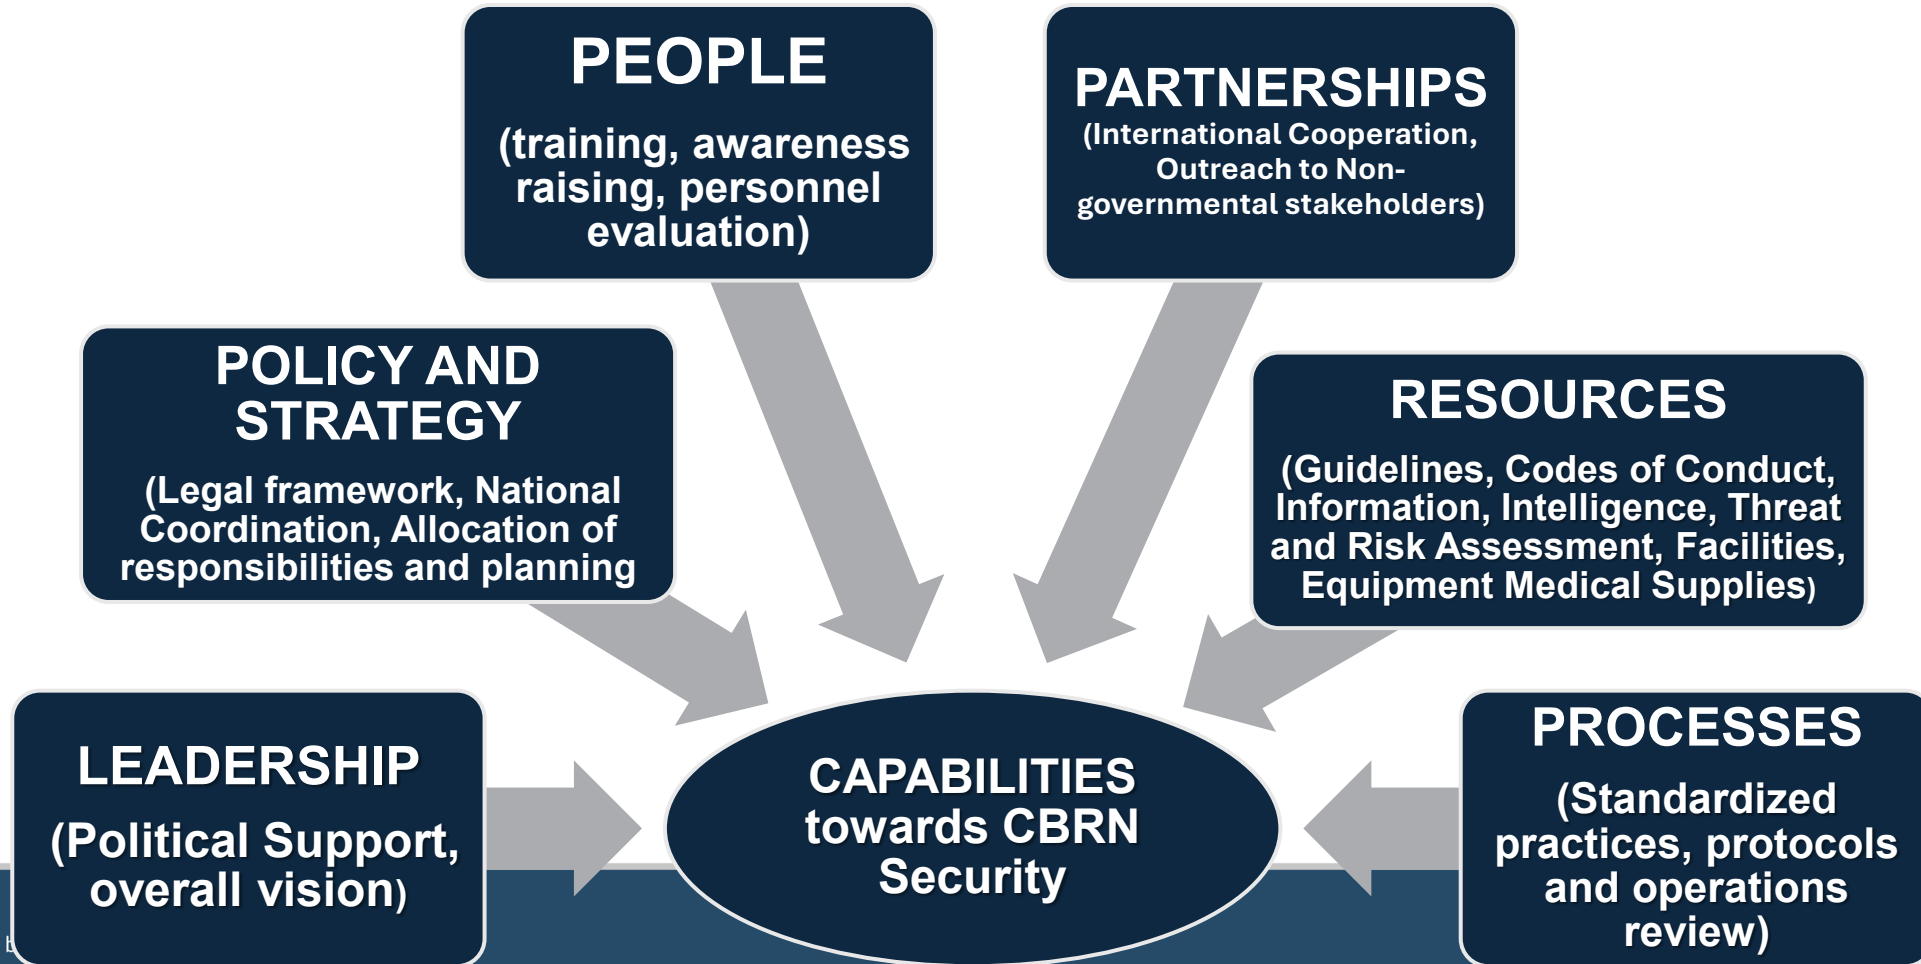 PEOPLE
(training, awareness
raising, personnel
evaluation)
PARTNERSHIPS
(International Cooperation,
Outreach to Non-
governmental stakeholders)
POLICY AND
STRATEGY
(Legal framework, National
Coordination, Allocation of
responsibilities and planning
RESOURCES
(Guidelines, Codes of Conduct,
Information, Intelligence, Threat
and Risk Assessment, Facilities,
Equipment Medical Supplies)
LEADERSHIP
(Political Support,
overall vision)
CAPABILITIES
towards CBRN
Security
PROCESSES
(Standardized
practices, protocols
and operations
review)